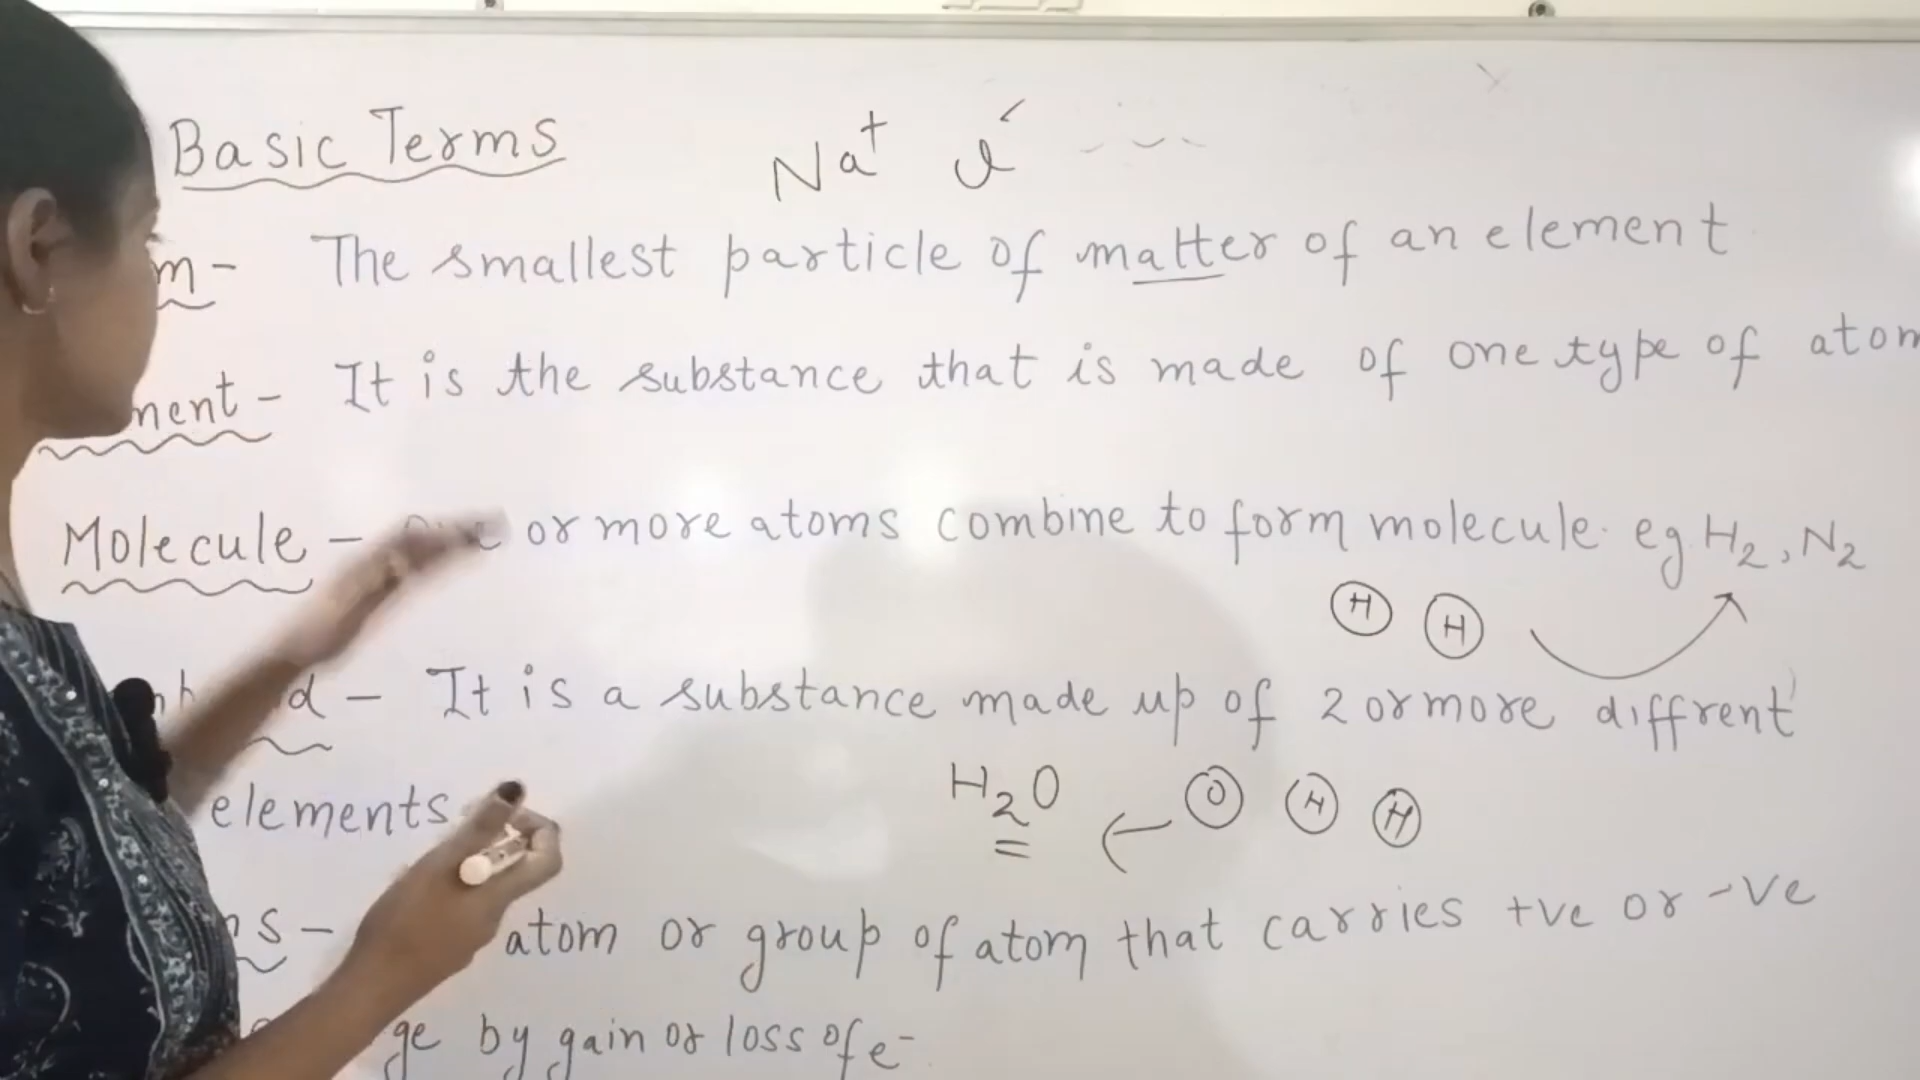 Basic Terms
Na+ Cl-
m- The smallest particle of matter of an element
ment- It is the substance that is made of one type of atom
Molecule - or more atoms combine to form molecule. eg H2, N2
H H
d - It is a substance made up of 2 or more diffrent
elements
H2O ← O H H
ns- atom or group of atom that carries +ve or -ve
ge by gain or loss of e-